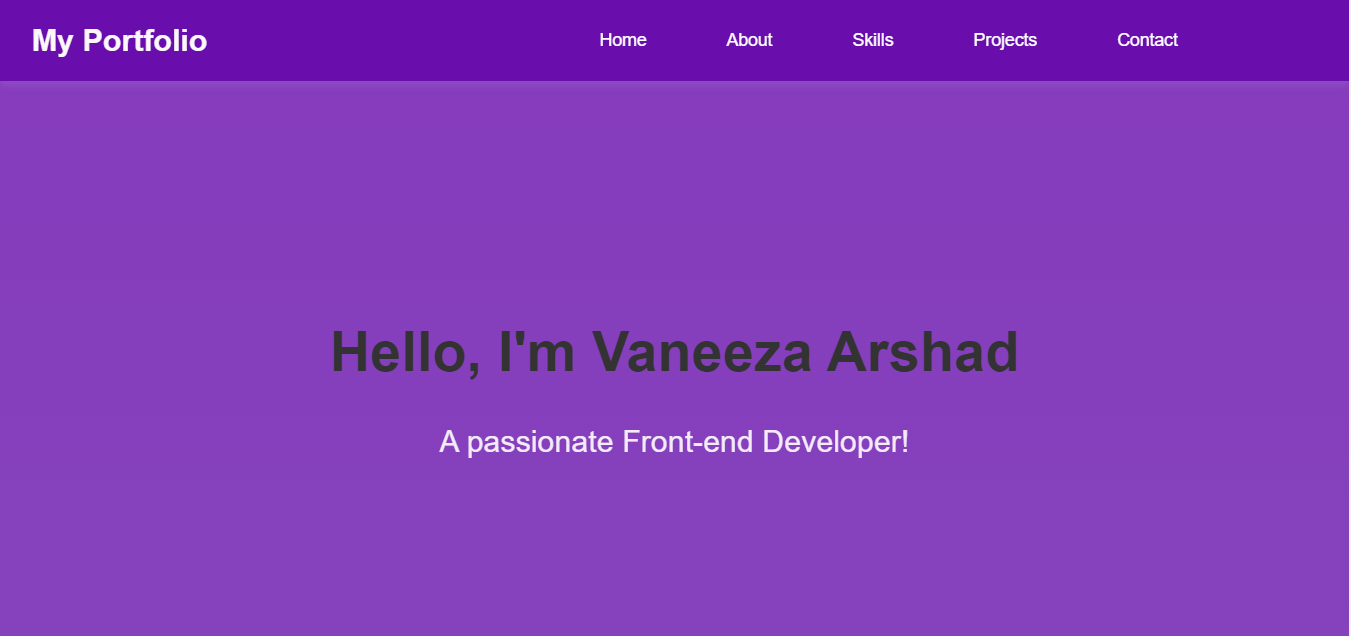 My Portfolio Home About Skills Projects Contact
Hello, I'm Vaneeza Arshad
A passionate Front-end Developer!